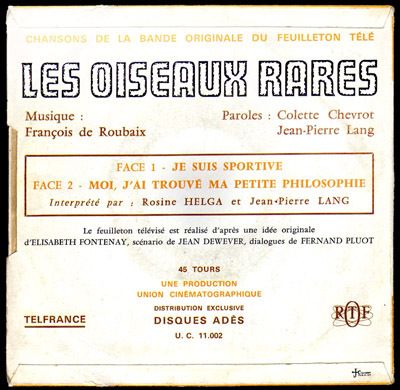 CHANSONS DE LA BANDE ORIGINALE DU FEUILLETON TÉLÉ
LES OISEAUX RARES
Musique :
François de Roubaix
Paroles : Colette Chevrot
Jean-Pierre Lang
FACE 1 - JE SUIS SPORTIVE
FACE 2 - MOI, J'AI TROUVÉ MA PETITE PHILOSOPHIE
Interprété par : Rosine HELGA et Jean-Pierre LANG
Le feuilleton télévisé est réalisé d'après une idée originale
d'ELISABETH FONTENAY, scénario de JEAN DEWEVER, dialogues de FERNAND PLUOT
45 TOURS
UNE PRODUCTION
UNION CINÉMATOGRAPHIQUE
DISTRIBUTION EXCLUSIVE
DISQUES ADÈS
U. C. 11.002
TELFRANCE
ORTF